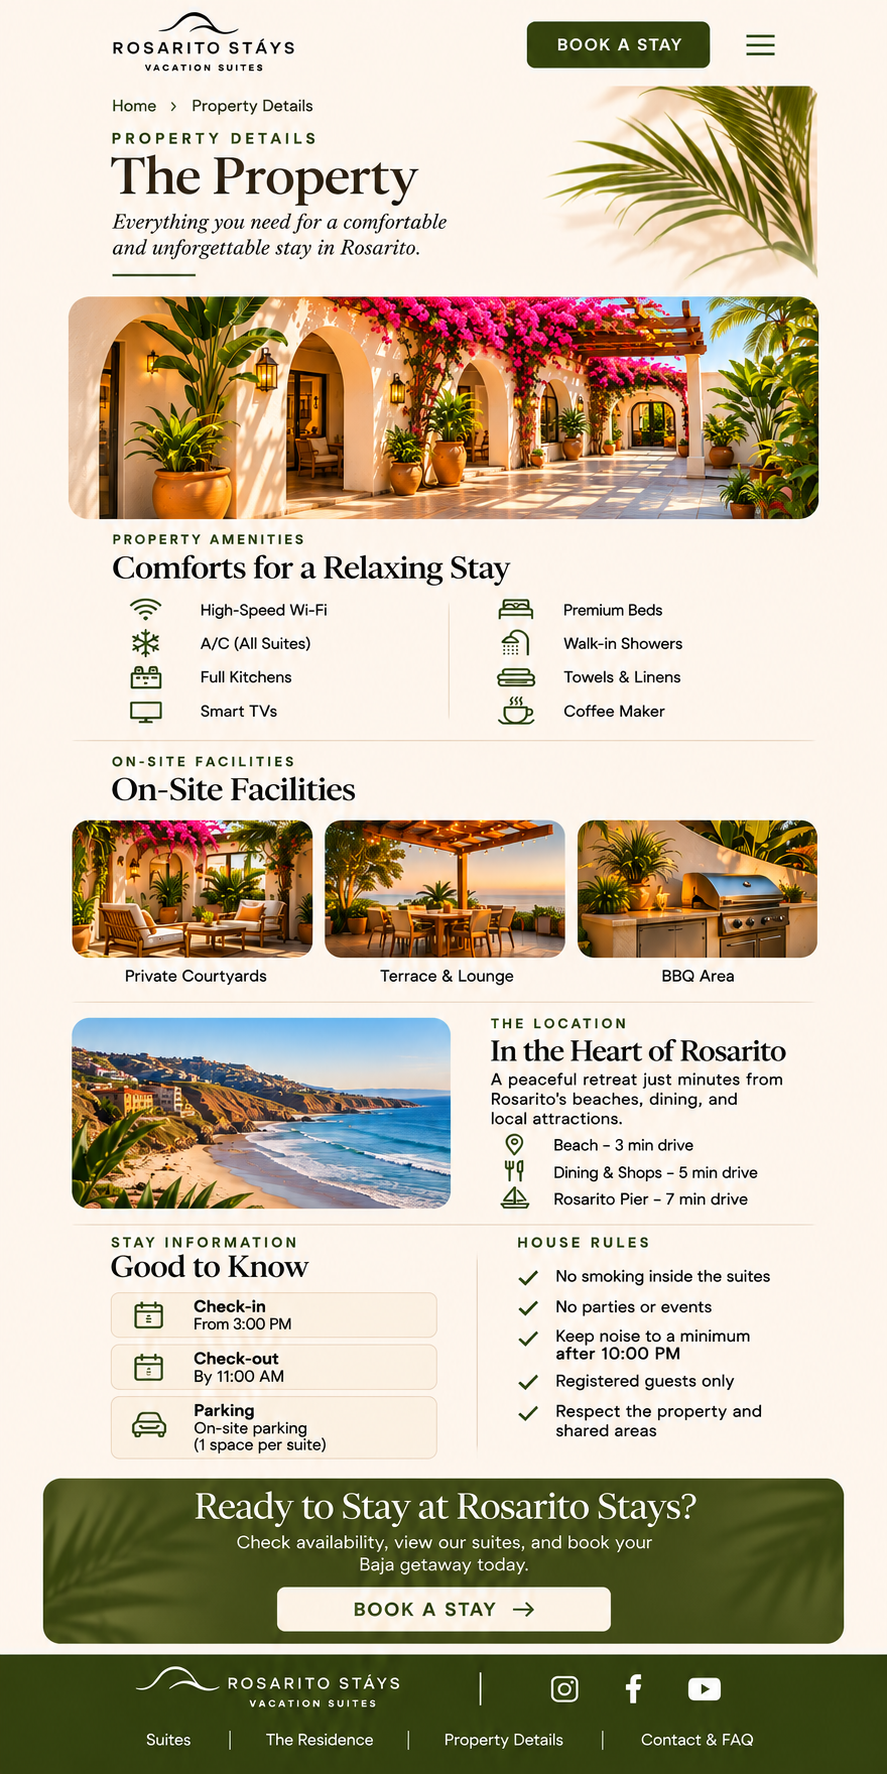 ROSARITO STÁYS
VACATION SUITES
BOOK A STAY
Home > Property Details
PROPERTY DETAILS
The Property
Everything you need for a comfortable
and unforgettable stay in Rosarito.
PROPERTY AMENITIES
Comforts for a Relaxing Stay
High-Speed Wi-Fi
A/C (All Suites)
Full Kitchens
Smart TVs
Premium Beds
Walk-in Showers
Towels & Linens
Coffee Maker
ON-SITE FACILITIES
On-Site Facilities
Private Courtyards
Terrace & Lounge
BBQ Area
THE LOCATION
In the Heart of Rosarito
A peaceful retreat just minutes from
Rosarito's beaches, dining, and
local attractions.
Beach – 3 min drive
Dining & Shops – 5 min drive
Rosarito Pier – 7 min drive
STAY INFORMATION
Good to Know
Check-in
From 3:00 PM
Check-out
By 11:00 AM
Parking
On-site parking
(1 space per suite)
HOUSE RULES
No smoking inside the suites
No parties or events
Keep noise to a minimum
after 10:00 PM
Registered guests only
Respect the property and
shared areas
Ready to Stay at Rosarito Stays?
Check availability, view our suites, and book your
Baja getaway today.
BOOK A STAY →
ROSARITO STÁYS
VACATION SUITES
Suites | The Residence | Property Details | Contact & FAQ